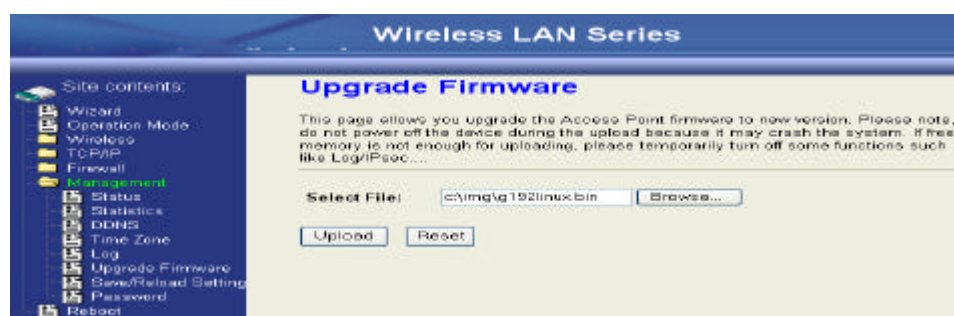 Wireless LAN Series
Site contents:
Wizard
Operation Mode
Wireless
TCP/IP
Firewall
Management
Status
Statistics
DDNS
Time Zone
Log
Upgrade Firmware
Save/Reload Setting
Password
Reboot
Upgrade Firmware
This page allows you upgrade the Access Point firmware to new version. Please note,
do not power off the device during the upload because it may crash the system. If free
memory is not enough for uploading, please temporarily turn off some functions such
like Log/IPsec....
Select File: c:\img\g192linux.bin Browse...
Upload Reset